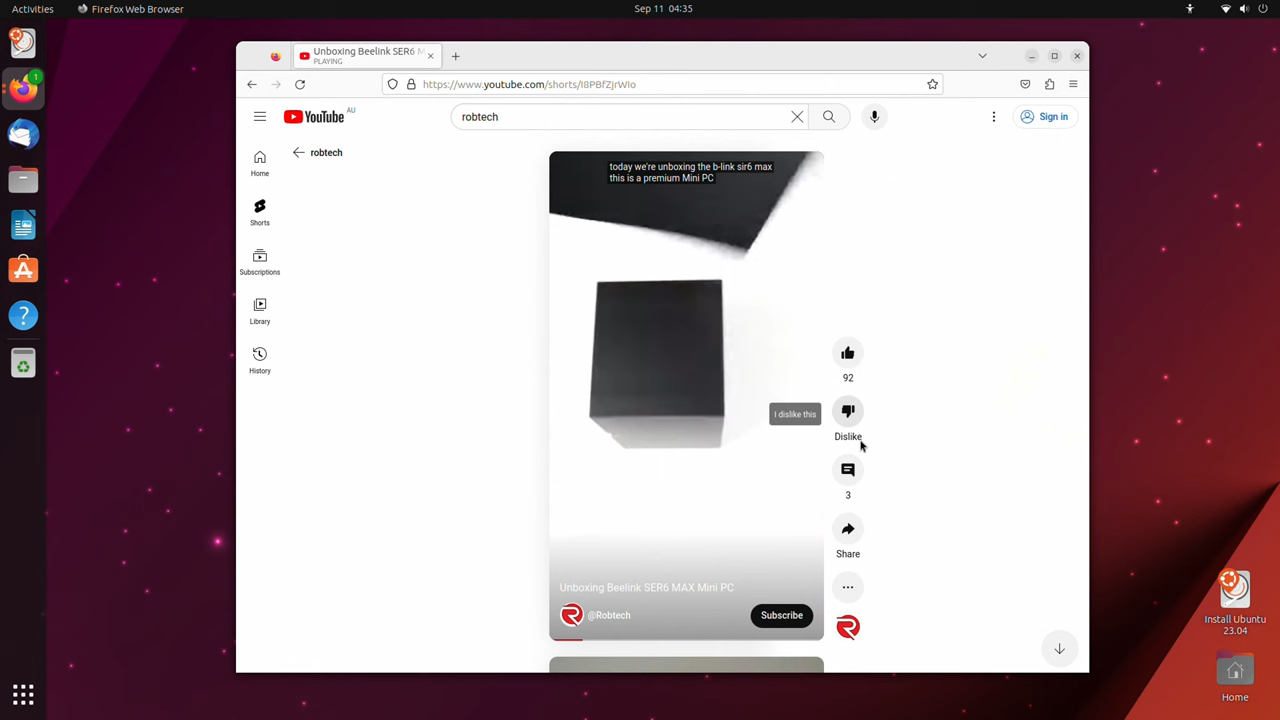 Activities
Firefox Web Browser
Sep 11 04:35
1
Unboxing Beelink SER6 M
PLAYING
https://www.youtube.com/shorts/I8PBfZjrWIo
YouTube AU
robtech
Sign in
robtech
Home
Shorts
Subscriptions
Library
History
today we're unboxing the b-link sir6 max
this is a premium Mini PC
92
I dislike this
Dislike
3
Share
Unboxing Beelink SER6 MAX Mini PC
@Robtech
Subscribe
Install Ubuntu
23.04
Home